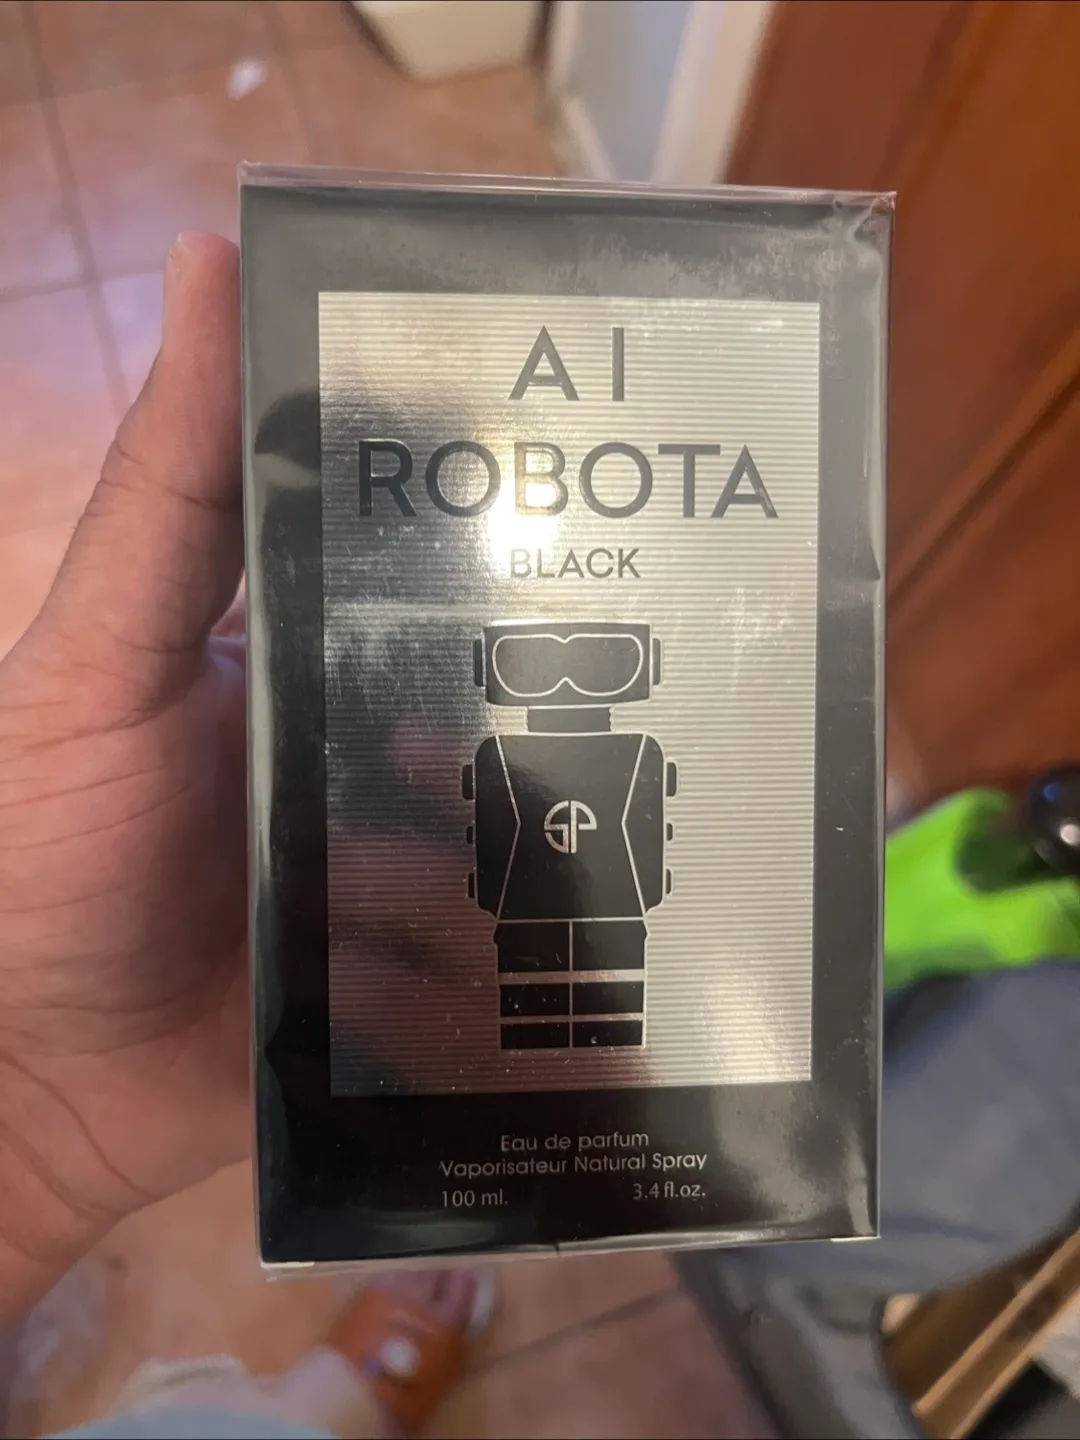 AI
ROBOTA
BLACK
SP
Eau de parfum
Vaporisateur Natural Spray
100 ml. 3.4 fl.oz.